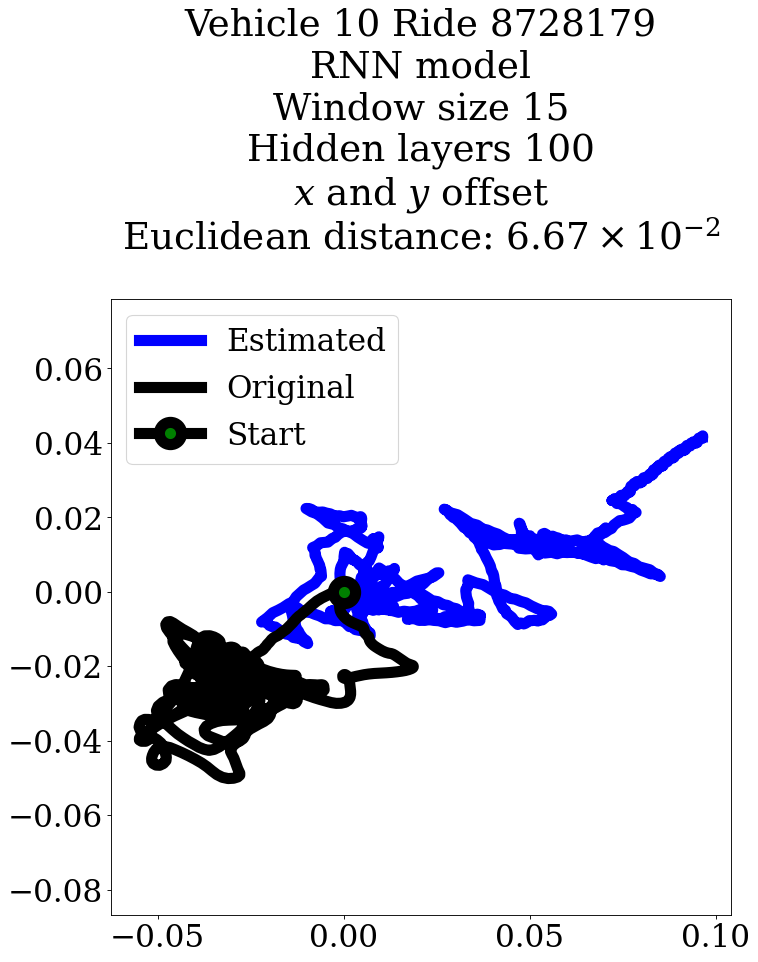 Vehicle 10 Ride 8728179
RNN model
Window size 15
Hidden layers 100
x and y offset
Euclidean distance: 6.67 × 10⁻²
Estimated
Original
Start
0.06
0.04
0.02
0.00
−0.02
−0.04
−0.06
−0.08
−0.05 0.00 0.05 0.10